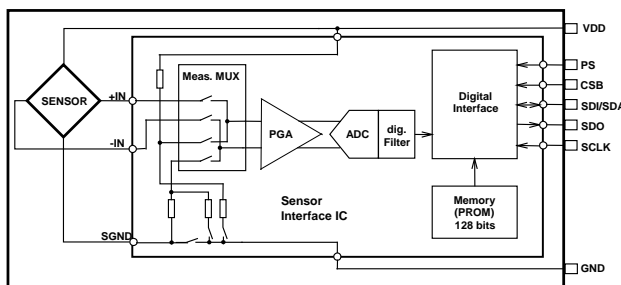 VDD
PS
CSB
SDI/SDA
SDO
SCLK
GND
SENSOR
+IN
-IN
SGND
Meas. MUX
PGA
ADC
dig.
Filter
Digital
Interface
Memory
(PROM)
128 bits
Sensor
Interface IC